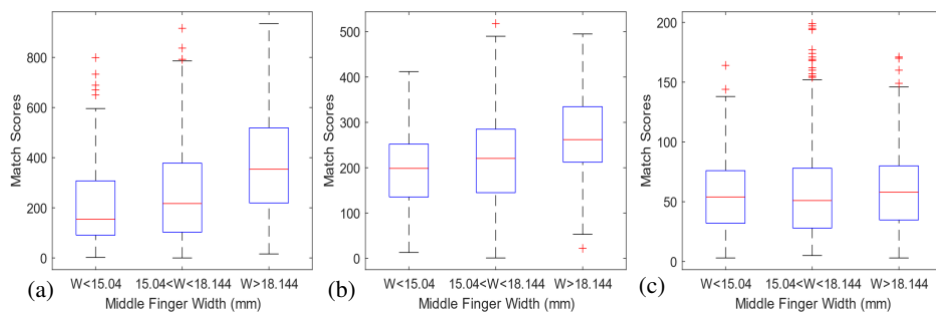 800
600
400
200
0
Match Scores
W<15.04 15.04<W<18.144 W>18.144
Middle Finger Width (mm)
(a)
500
400
300
200
100
0
Match Scores
W<15.04 15.04<W<18.144 W>18.144
Middle Finger Width (mm)
(b)
200
150
100
50
0
Match Scores
W<15.04 15.04<W<18.144 W>18.144
Middle Finger Width (mm)
(c)